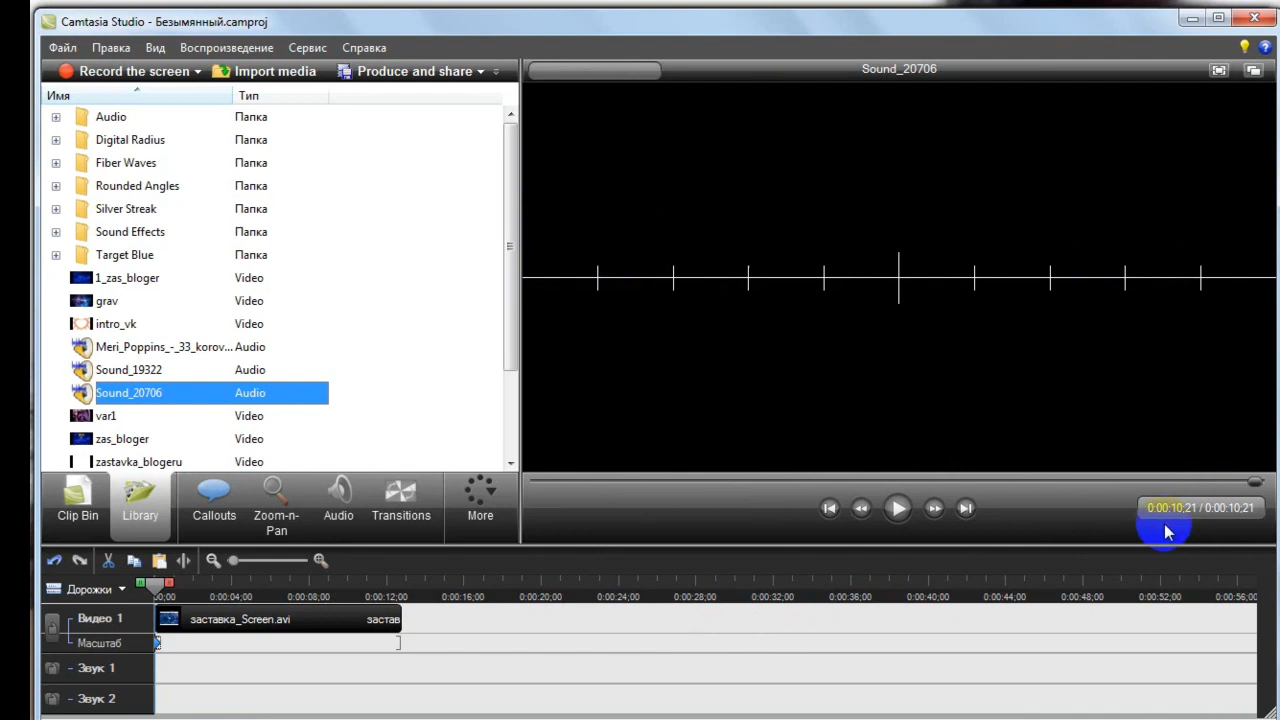 Camtasia Studio - Безымянный.camproj
Файл Правка Вид Воспроизведение Сервис Справка
Record the screen Import media Produce and share
Sound_20706
Имя Тип
Audio Папка
Digital Radius Папка
Fiber Waves Папка
Rounded Angles Папка
Silver Streak Папка
Sound Effects Папка
Target Blue Папка
1_zas_bloger Video
grav Video
intro_vk Video
Meri_Poppins_-_33_korov... Audio
Sound_19322 Audio
Sound_20706 Audio
var1 Video
zas_bloger Video
zastavka_blogeru Video
Clip Bin Library Callouts Zoom-n-Pan Audio Transitions More
0:00:10;21 / 0:00:10;21
Дорожки 00;00 0:00:04;00 0:00:08;00 0:00:12;00 0:00:16;00 0:00:20;00 0:00:24;00 0:00:28;00 0:00:32;00 0:00:36;00 0:00:40;00 0:00:44;00 0:00:48;00 0:00:52;00 0:00:56;00
Видео 1 заставка_Screen.avi застав
Масштаб
Звук 1
Звук 2